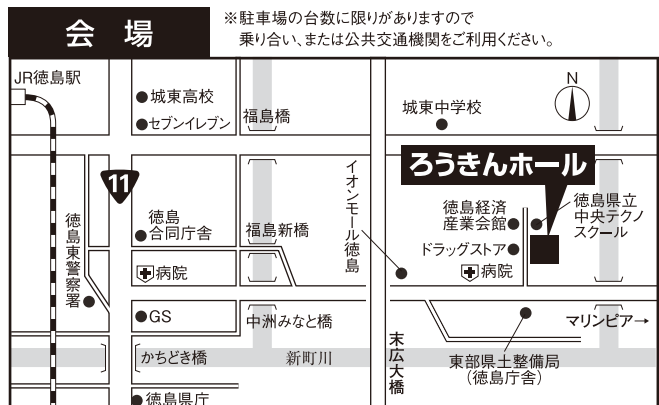 会 場
※駐車場の台数に限りがありますので
乗り合い、または公共交通機関をご利用ください。
JR徳島駅
城東高校
セブンイレブン
福島橋
城東中学校
N
ろうきんホール
11
徳島
合同庁舎
福島新橋
イオンモール徳島
徳島経済
産業会館
徳島県立
中央テクノ
スクール
ドラッグストア
病院
徳島東警察署
病院
GS
中洲みなと橋
マリンピア→
かちどき橋
新町川
末広大橋
東部県土整備局
(徳島庁舎)
徳島県庁